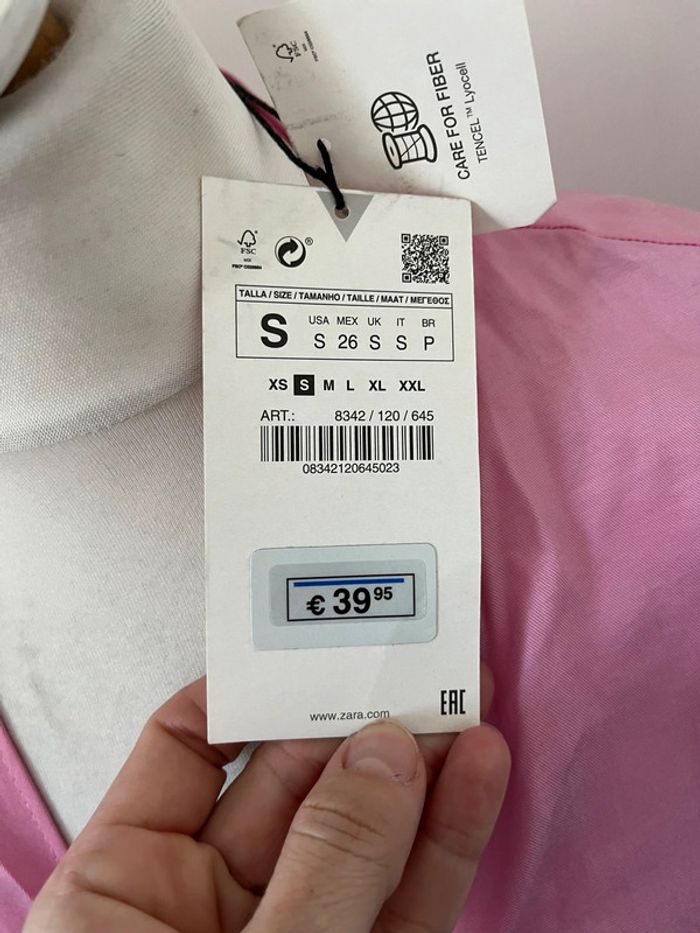 CARE FOR FIBER
TENCEL™ Lyocell
FSC
MIX
®
TALLA / SIZE / TAMANHO / TAILLE / MAAT / ΜΕΓΕΘΟΣ
S
USA MEX UK IT BR
S 26 S S P
XS S M L XL XXL
ART.: 8342 / 120 / 645
08342120645023
€ 39 95
www.zara.com
EAC